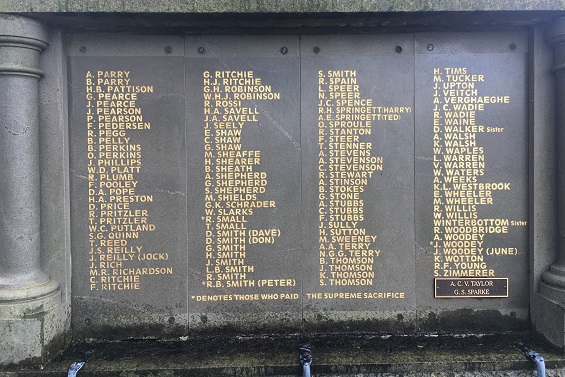 A. PARRY
B. PARRY
H.B. PATTISON
G. PEARCE
J. PEARCE
J. PEARSON
P. PEARSON
F. PEDERSEN
R. PEGG
B. PELLY
B. PERKINS
O. PERKINS
J. PHILLIPS
W.D. PLATT
R. PLUMB
F. POOLEY
D.A. POPE
H.A. PRESTON
D. PRICE
R. PRITZLER
T. PRITZLER
W.C. PUTLAND
S.G. QUINN
T. REED
J.S. REILLY
J. REILLY (JOCK)
J. RICH
M.R. RICHARDSON
B. RITCHIE
F. RITCHIE
G. RITCHIE
H.J. RITCHIE
G.H. ROBINSON
W.H.J. ROBINSON
R. ROSSI
H.A. SAVELL
J.A. SAVELL
J. SEELY
E. SHAW
C. SHAW
G. SHAW
M. SHEAFFE
H. SHEARER
B. SHEATH
A. SHEPHERD
G. SHEPHERD
S. SHEPHERD
M. SHIELDS
G.K. SCHRADER
W. SLARKS
*R. SMALL
T. SMALL
D. SMITH (DAVE)
D. SMITH (DON)
G. SMITH
H. SMITH
J. SMITH
L.B. SMITH
R. SMITH
*R.B. SMITH (PETER)
S. SMITH
R. SPAIN
L. SPEER
N. SPEER
J.C. SPENCE
R.H. SPRINGETT (HARRY)
A.E. SPRINGETT (TED)
O. SPROULE
R. STANTON
F. STEER
T. STENNER
A. STEVENS
A. STEVENSON
C. STEVENSON
R. STEWART
A. STINSON
B. STOKES
G. STONE
A. STUBBS
C. STUBBS
F. STUBBS
J. SULLY
H. SUTTON
M. SWEENEY
A.A. TERRY
N.G.G. TERRY
B. THOMSON
J. THOMSON
K. THOMSON
S. THOMSON
H. TIMS
M. TUCKER
J. UPTON
J. VEITCH
A. VERGHAEGHE
J.C. WADIE
R. WADIE
E. WAINE
D. WALKER Sister
A. WALSH
K. WALSH
W. WAPLES
L. WARREN
V. WARREN
W. WATERS
A. WEEKS
K.L. WESTBROOK
E. WHEELER
M. WHEELER
R. WILLIS
W. WILLIS
WINTERBOTTOM Sister
R. WOODBRIDGE
A. WOODEY
*J. WOODEY
J. WOODEY (JUNE)
K. WOTTON
R.F. YOUNG
S. ZIMMERER
A. C. V. TAYLOR
G. S. SPARKE
*DENOTES THOSE WHO PAID THE SUPREME SACRIFICE